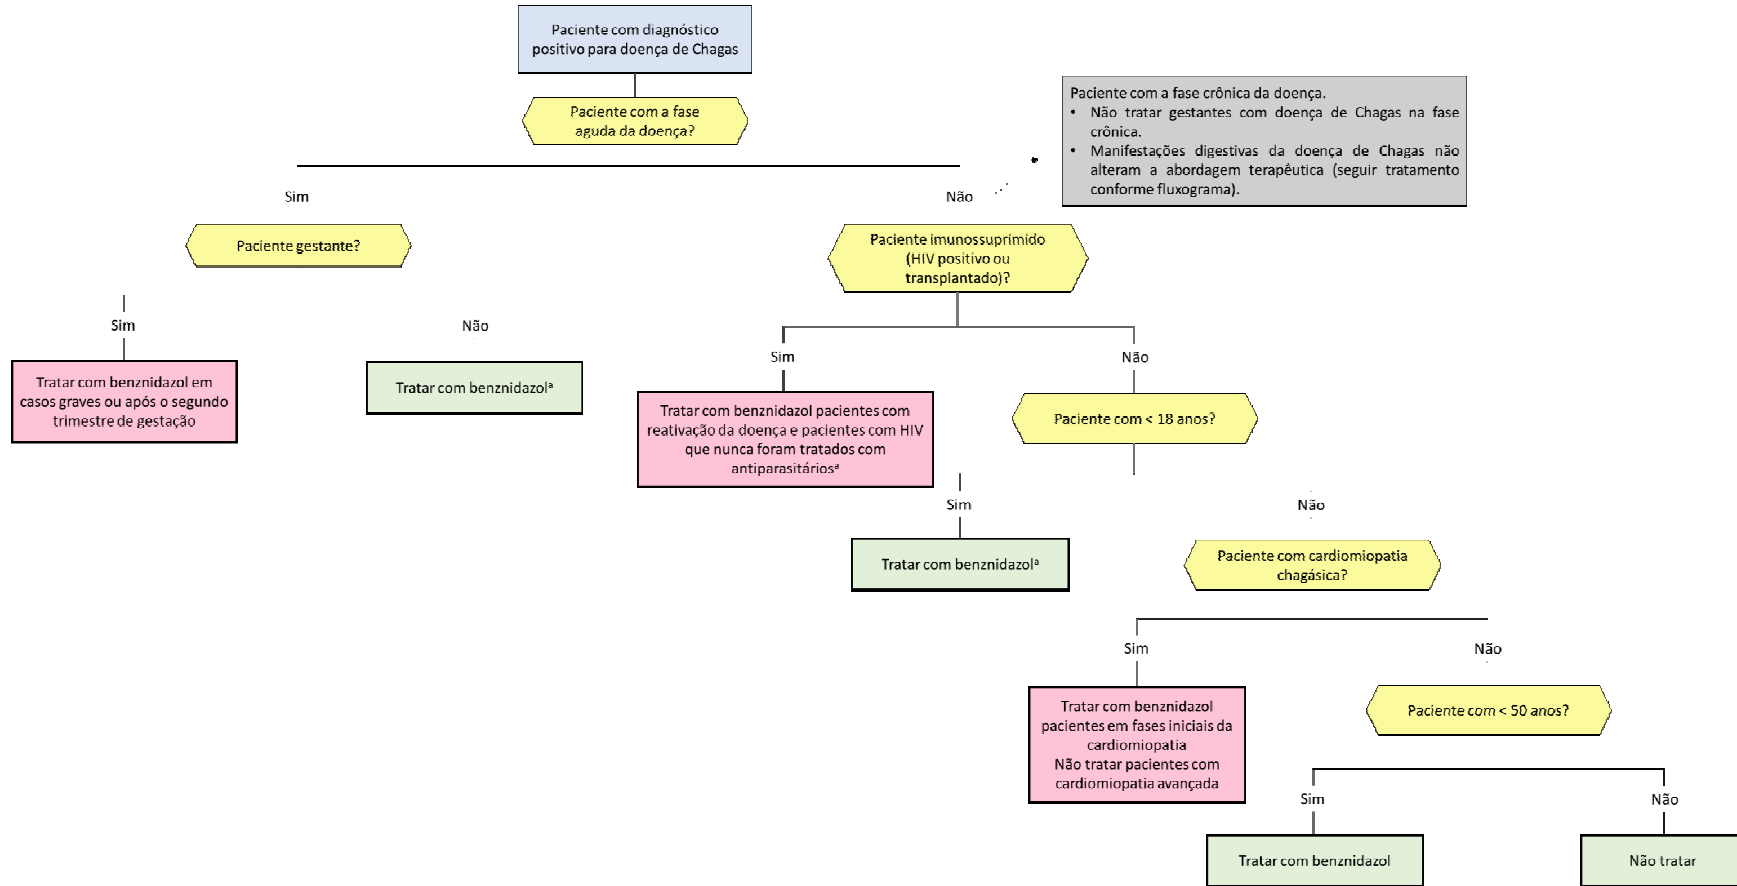 Paciente com diagnóstico
positivo para doença de Chagas
Paciente com a fase
aguda da doença?
Paciente com a fase crônica da doença.
• Não tratar gestantes com doença de Chagas na fase
crônica.
• Manifestações digestivas da doença de Chagas não
alteram a abordagem terapêutica (seguir tratamento
conforme fluxograma).
Sim
Não
Paciente gestante?
Paciente imunossuprimido
(HIV positivo ou
transplantado)?
Sim
Não
Tratar com benznidazol em
casos graves ou após o segundo
trimestre de gestação
Tratar com benznidazolᵃ
Sim
Não
Tratar com benznidazol pacientes com
reativação da doença e pacientes com HIV
que nunca foram tratados com
antiparasitáriosᵃ
Paciente com < 18 anos?
Sim
Não
Tratar com benznidazolᵃ
Paciente com cardiomiopatia
chagásica?
Sim
Não
Tratar com benznidazol
pacientes em fases iniciais da
cardiomiopatia
Não tratar pacientes com
cardiomiopatia avançada
Paciente com < 50 anos?
Sim
Não
Tratar com benznidazol
Não tratar